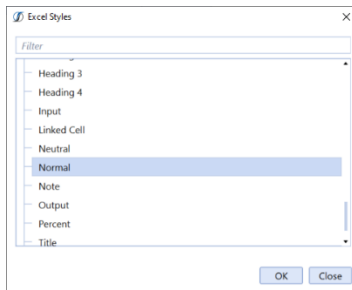 Excel Styles
Filter
Heading 3
Heading 4
Input
Linked Cell
Neutral
Normal
Note
Output
Percent
Title
OK Close